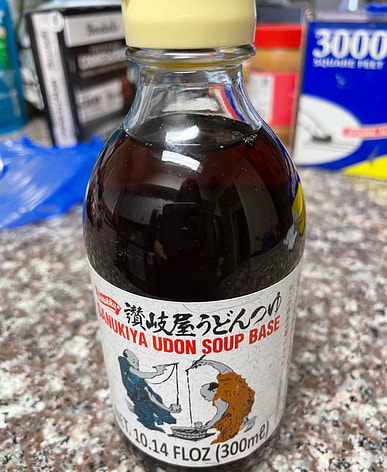 3000
SQUARE FEET
Shirakiku
讃岐屋うどんつゆ
SANUKIYA UDON SOUP BASE
NET. 10.14 FLOZ (300mℓ)